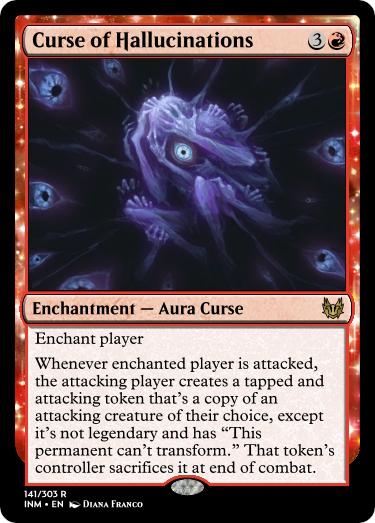 Curse of Hallucinations 3
Enchantment — Aura Curse
Enchant player
Whenever enchanted player is attacked,
the attacking player creates a tapped and
attacking token that's a copy of an
attacking creature of their choice, except
it's not legendary and has “This
permanent can't transform.” That token's
controller sacrifices it at end of combat.
141/303 R
INM • EN Diana Franco